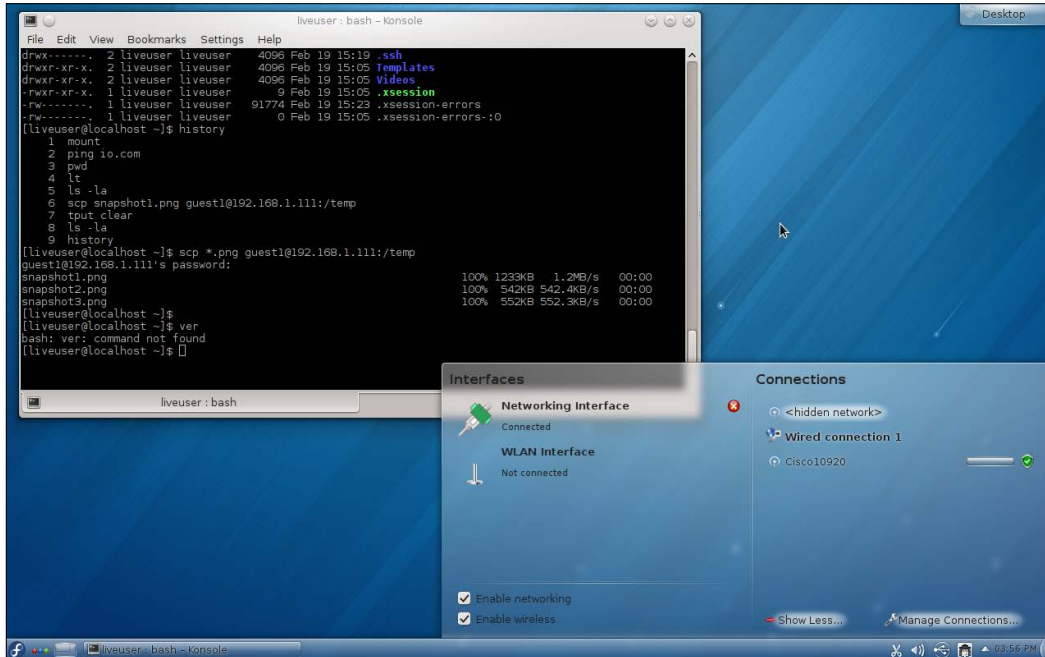 liveuser : bash – Konsole
Desktop
File Edit View Bookmarks Settings Help
drwx------. 2 liveuser liveuser 4096 Feb 19 15:19 .ssh
drwxr-xr-x. 2 liveuser liveuser 4096 Feb 19 15:05 Templates
drwxr-xr-x. 2 liveuser liveuser 4096 Feb 19 15:05 Videos
-rwxr-xr-x. 1 liveuser liveuser 9 Feb 19 15:05 .xsession
-rw-------. 1 liveuser liveuser 91774 Feb 19 15:23 .xsession-errors
-rw-------. 1 liveuser liveuser 0 Feb 19 15:05 .xsession-errors-:0
[liveuser@localhost ~]$ history
1 mount
2 ping io.com
3 pwd
4 lt
5 ls -la
6 scp snapshot1.png guest1@192.168.1.111:/temp
7 tput clear
8 ls -la
9 history
[liveuser@localhost ~]$ scp *.png guest1@192.168.1.111:/temp
guest1@192.168.1.111's password:
snapshot1.png 100% 1233KB 1.2MB/s 00:00
snapshot2.png 100% 542KB 542.4KB/s 00:00
snapshot3.png 100% 552KB 552.3KB/s 00:00
[liveuser@localhost ~]$
[liveuser@localhost ~]$ ver
bash: ver: command not found
[liveuser@localhost ~]$
liveuser : bash
Interfaces
Networking Interface
Connected
WLAN Interface
Not connected
Enable networking
Enable wireless
Connections
<hidden network>
Wired connection 1
Cisco10920
Show Less...
Manage Connections...
liveuser : bash – Konsole
03:56 PM